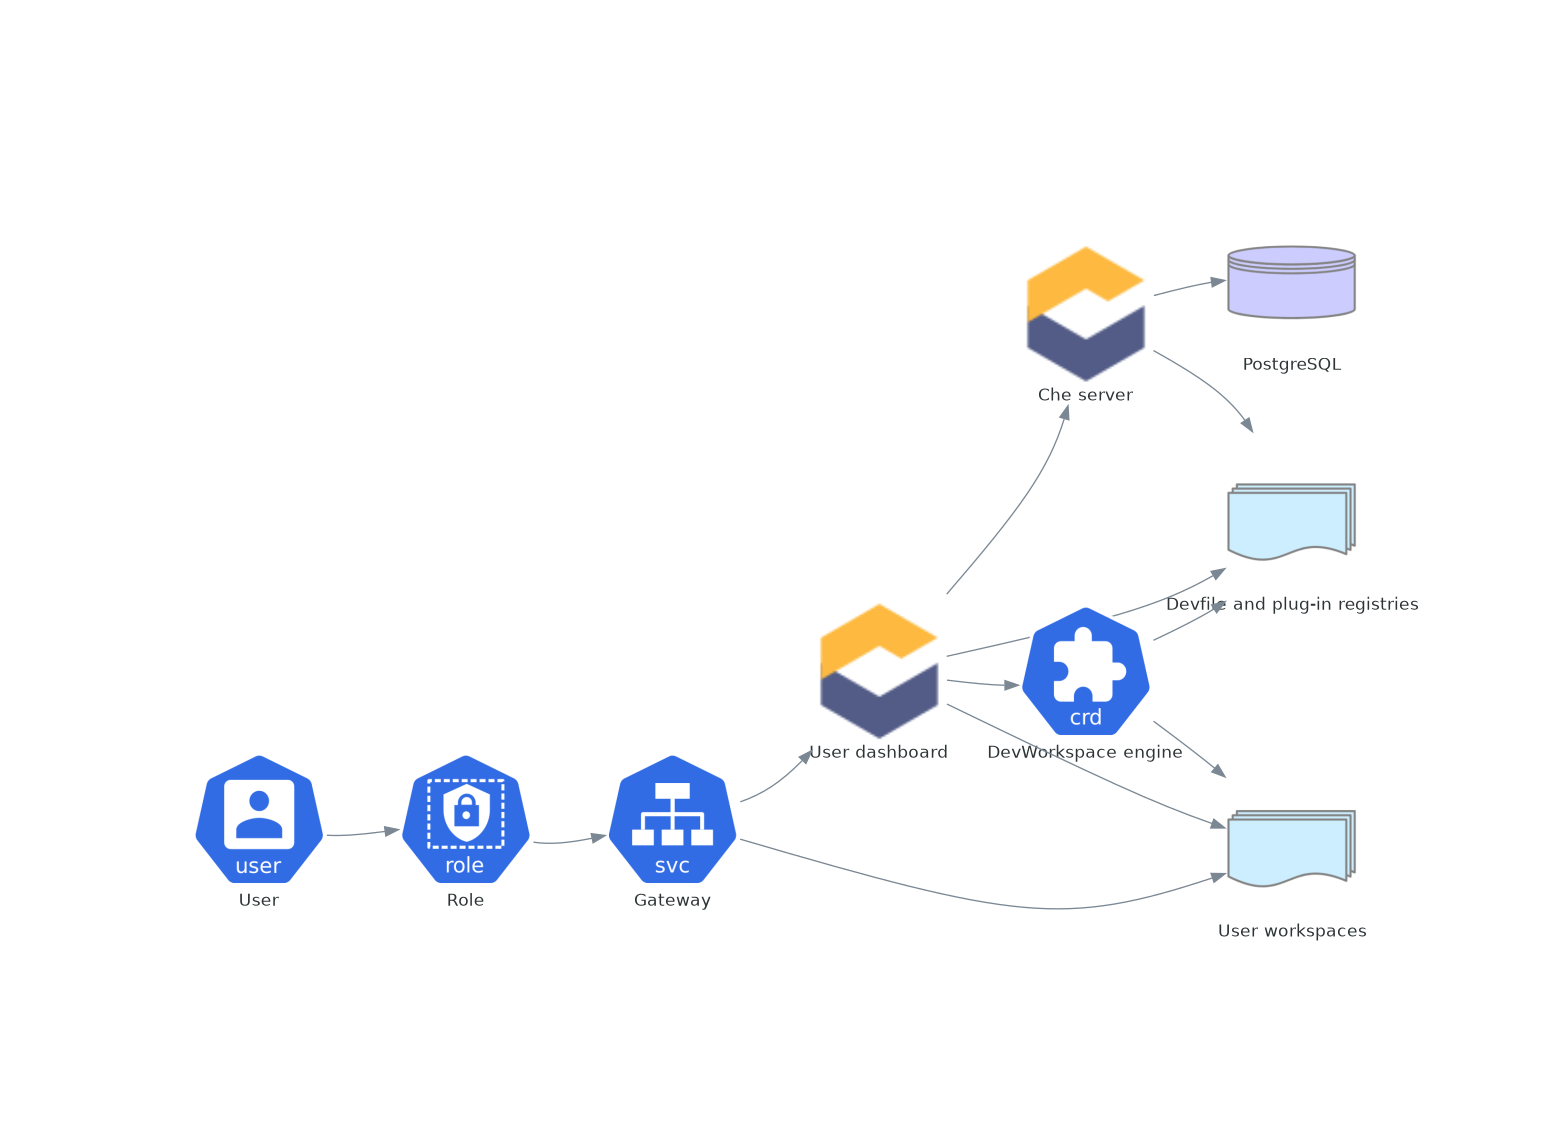 PostgreSQL
Che server
Devfile and plug-in registries
crd
User dashboard
DevWorkspace engine
user
role
svc
User
Role
Gateway
User workspaces